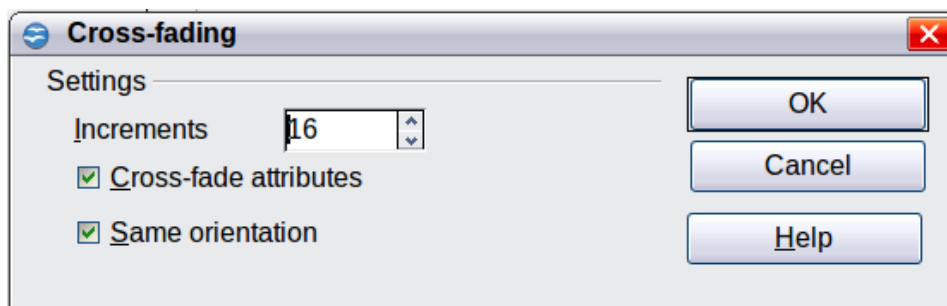 Cross-fading
Settings
Increments 16
Cross-fade attributes
Same orientation
OK
Cancel
Help